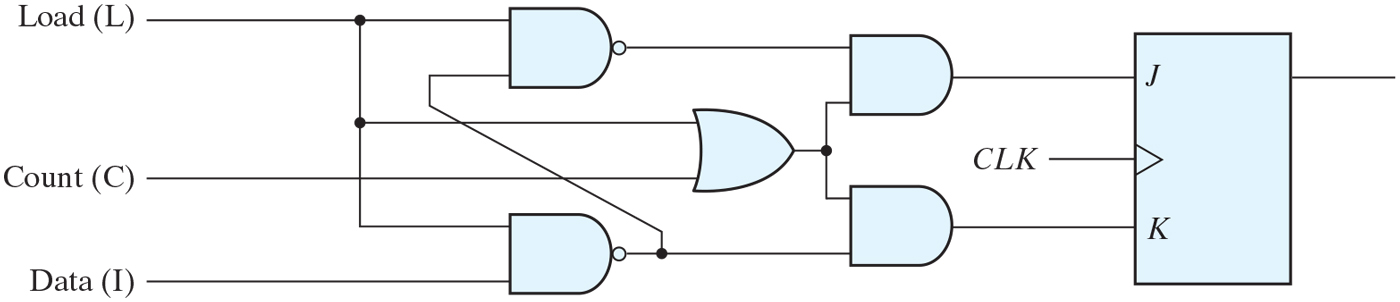 Load (L)
J
Count (C)
CLK
K
Data (I)